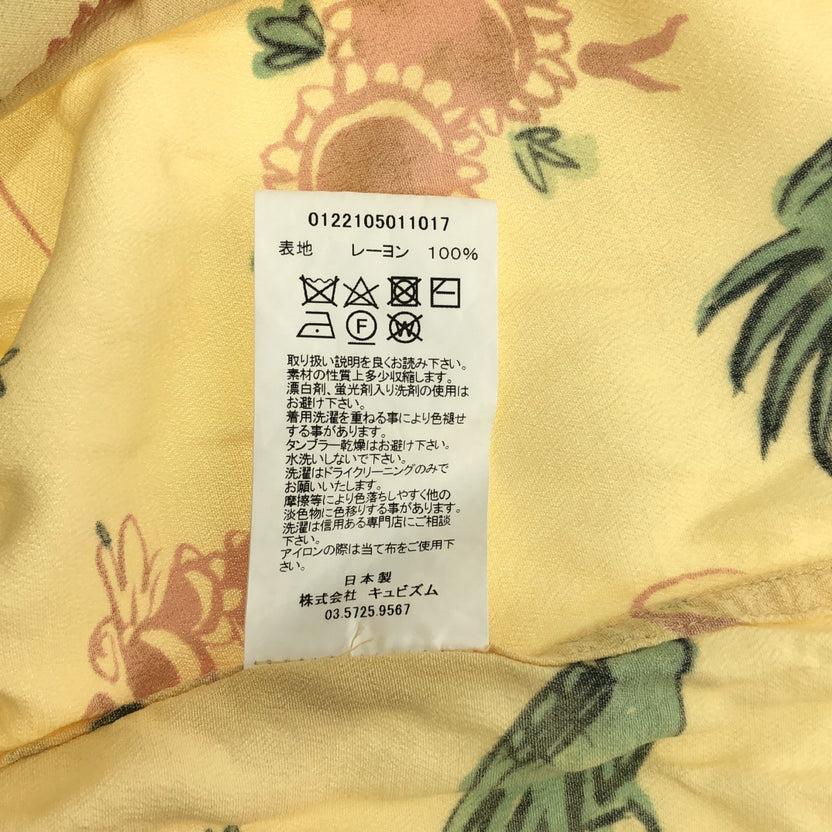 0122105011017
表地 レーヨン 100%
F
W
取り扱い説明を良くお読み下さい。
素材の性質上多少収縮します。
漂白剤、蛍光剤入り洗剤の使用は
お避け下さい。
着用洗濯を重ねる事により色褪せ
する事があります。
タンブラー乾燥はお避け下さい。
水洗いしないで下さい。
洗濯はドライクリーニングのみで
お願いいたします。
摩擦等により色落ちしやすく他の
淡色物に色移りする事があります。
洗濯は信用ある専門店にご相談
下さい。
アイロンの際は当て布をご使用下
さい。
日本製
株式会社 キュビズム
03.5725.9567